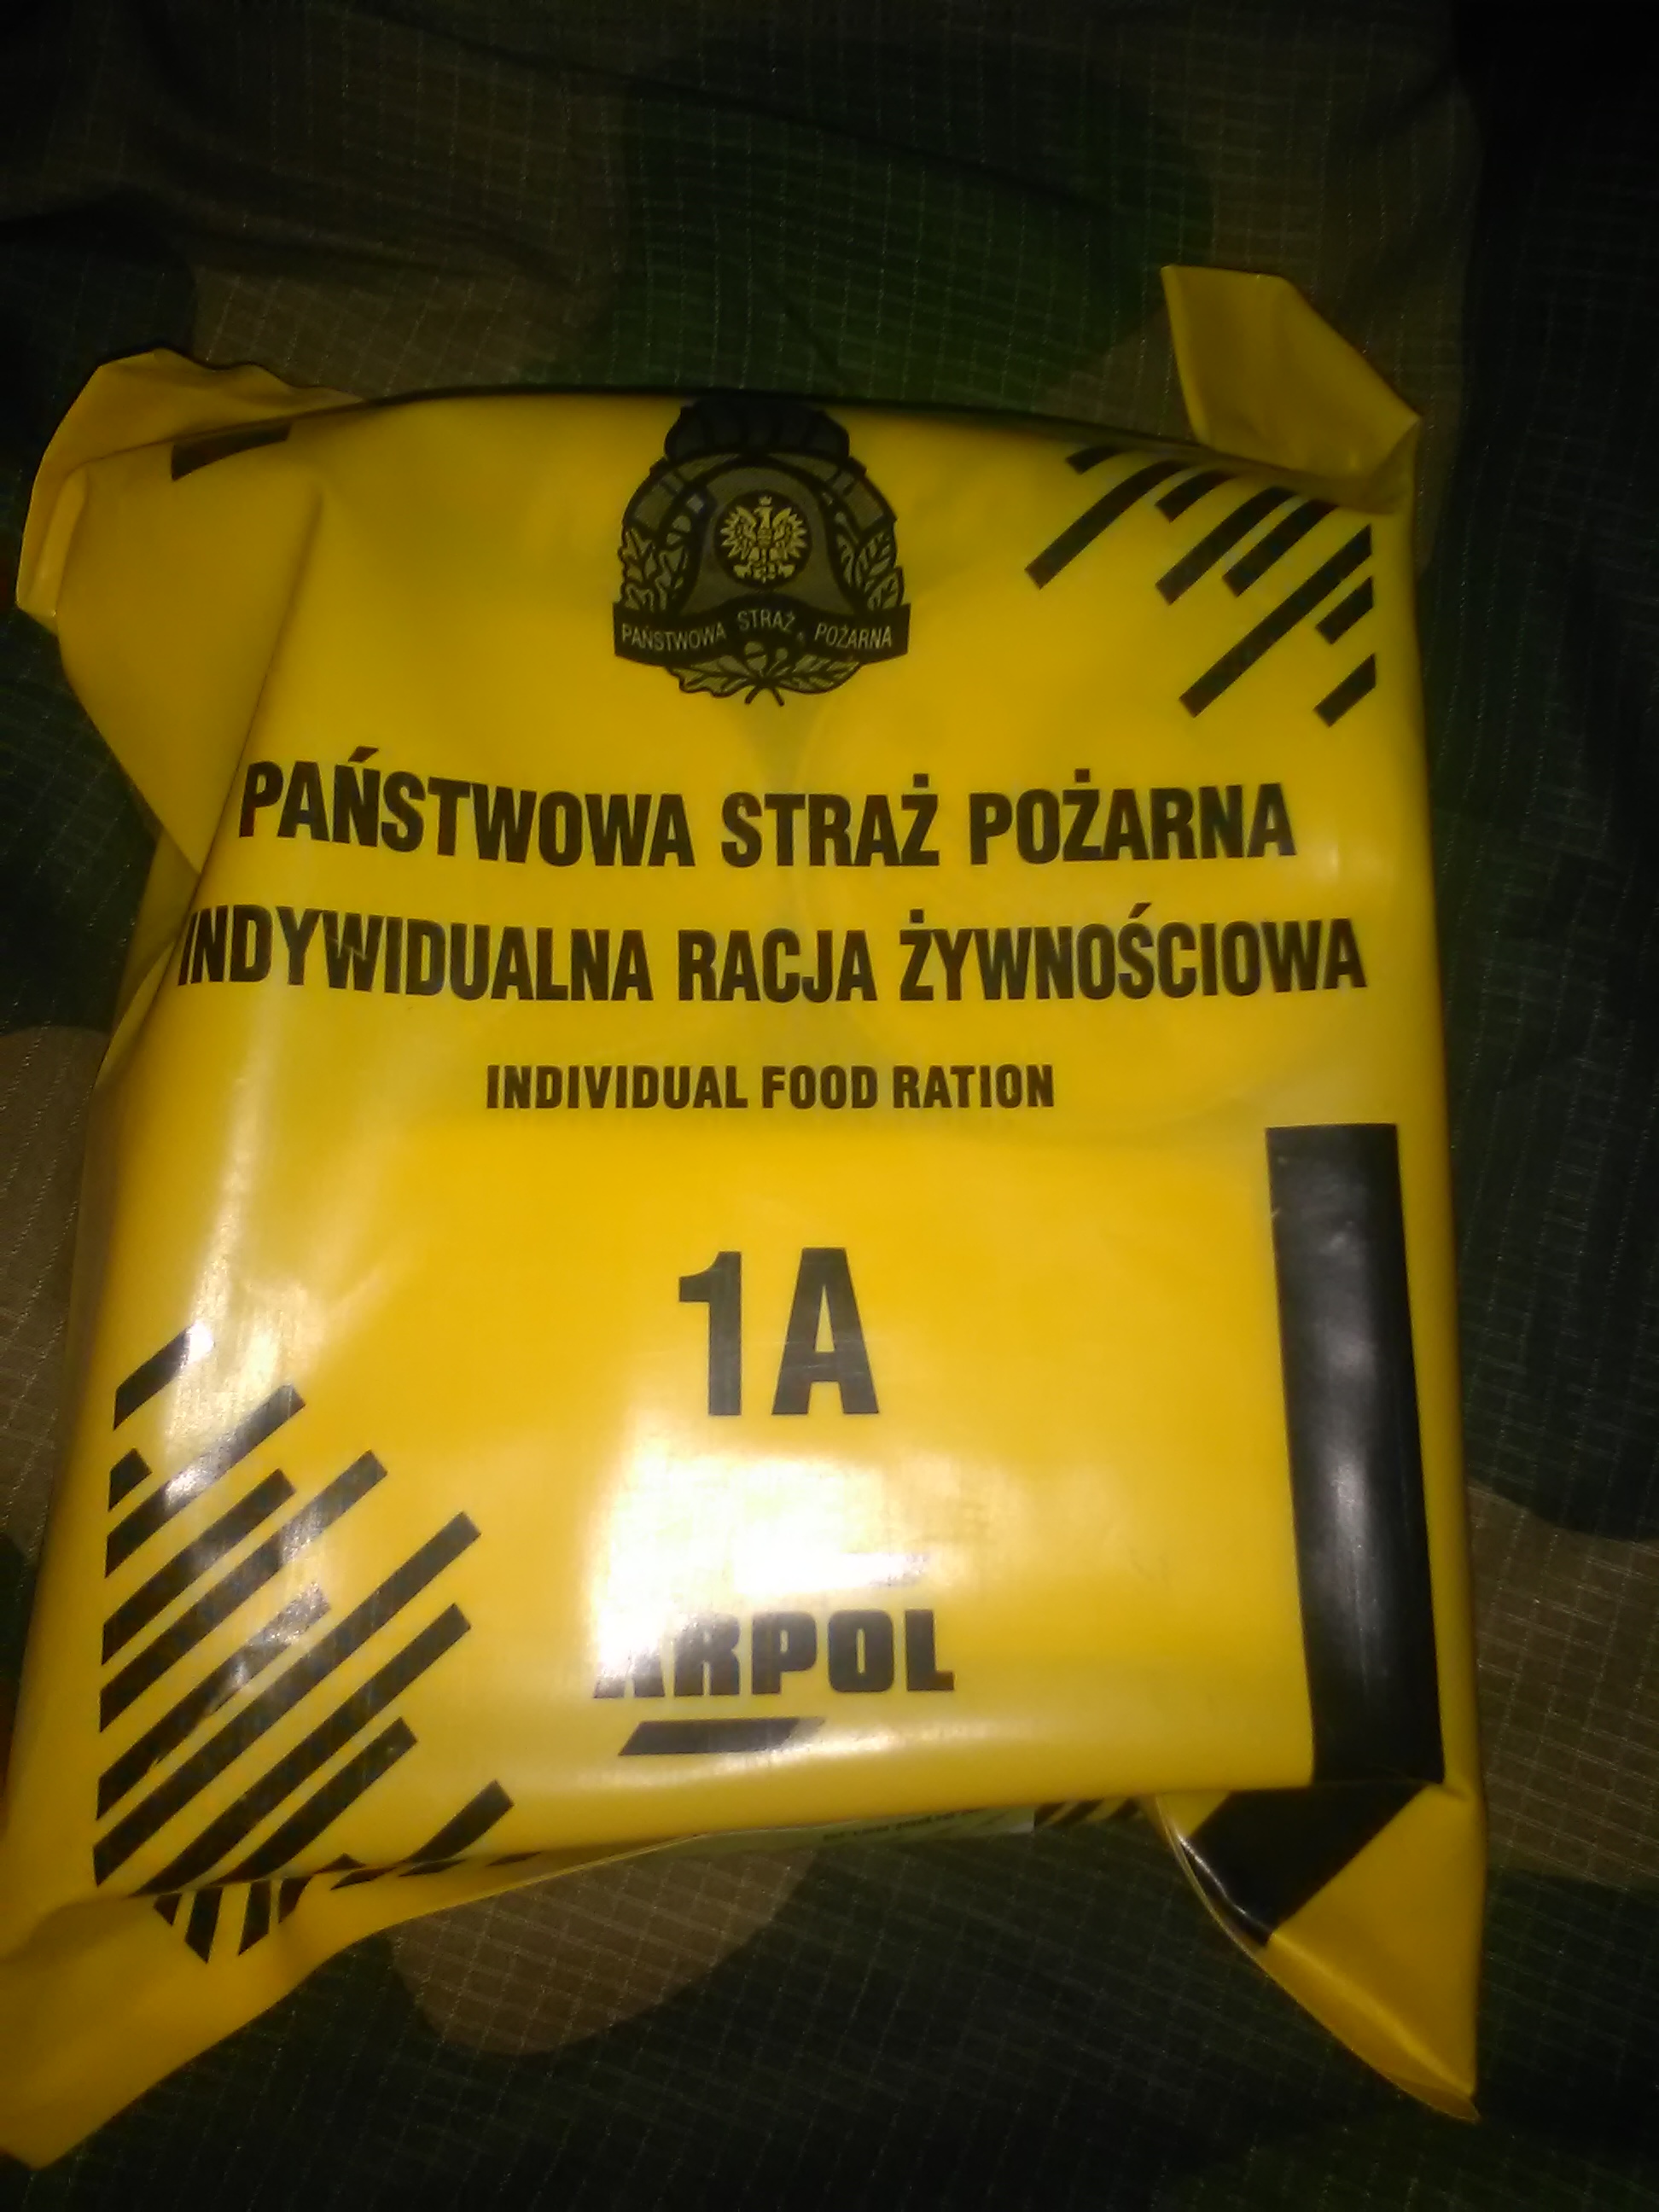 PAŃSTWOWA STRAŻ POŻARNA
PAŃSTWOWA STRAŻ POŻARNA
INDYWIDUALNA RACJA ŻYWNOŚCIOWA
INDIVIDUAL FOOD RATION
1A
ARPOL